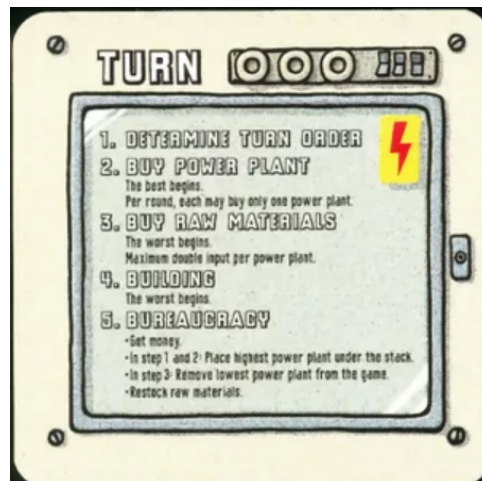 TURN
1. DETERMINE TURN ORDER
2. BUY POWER PLANT
The best begins.
Per round, each may buy only one power plant.
3. BUY RAW MATERIALS
The worst begins.
Maximum double input per power plant.
4. BUILDING
The worst begins.
5. BUREAUCRACY
•Get money.
•In step 1 and 2: Place highest power plant under the stack.
•In step 3: Remove lowest power plant from the game.
•Restock raw materials.